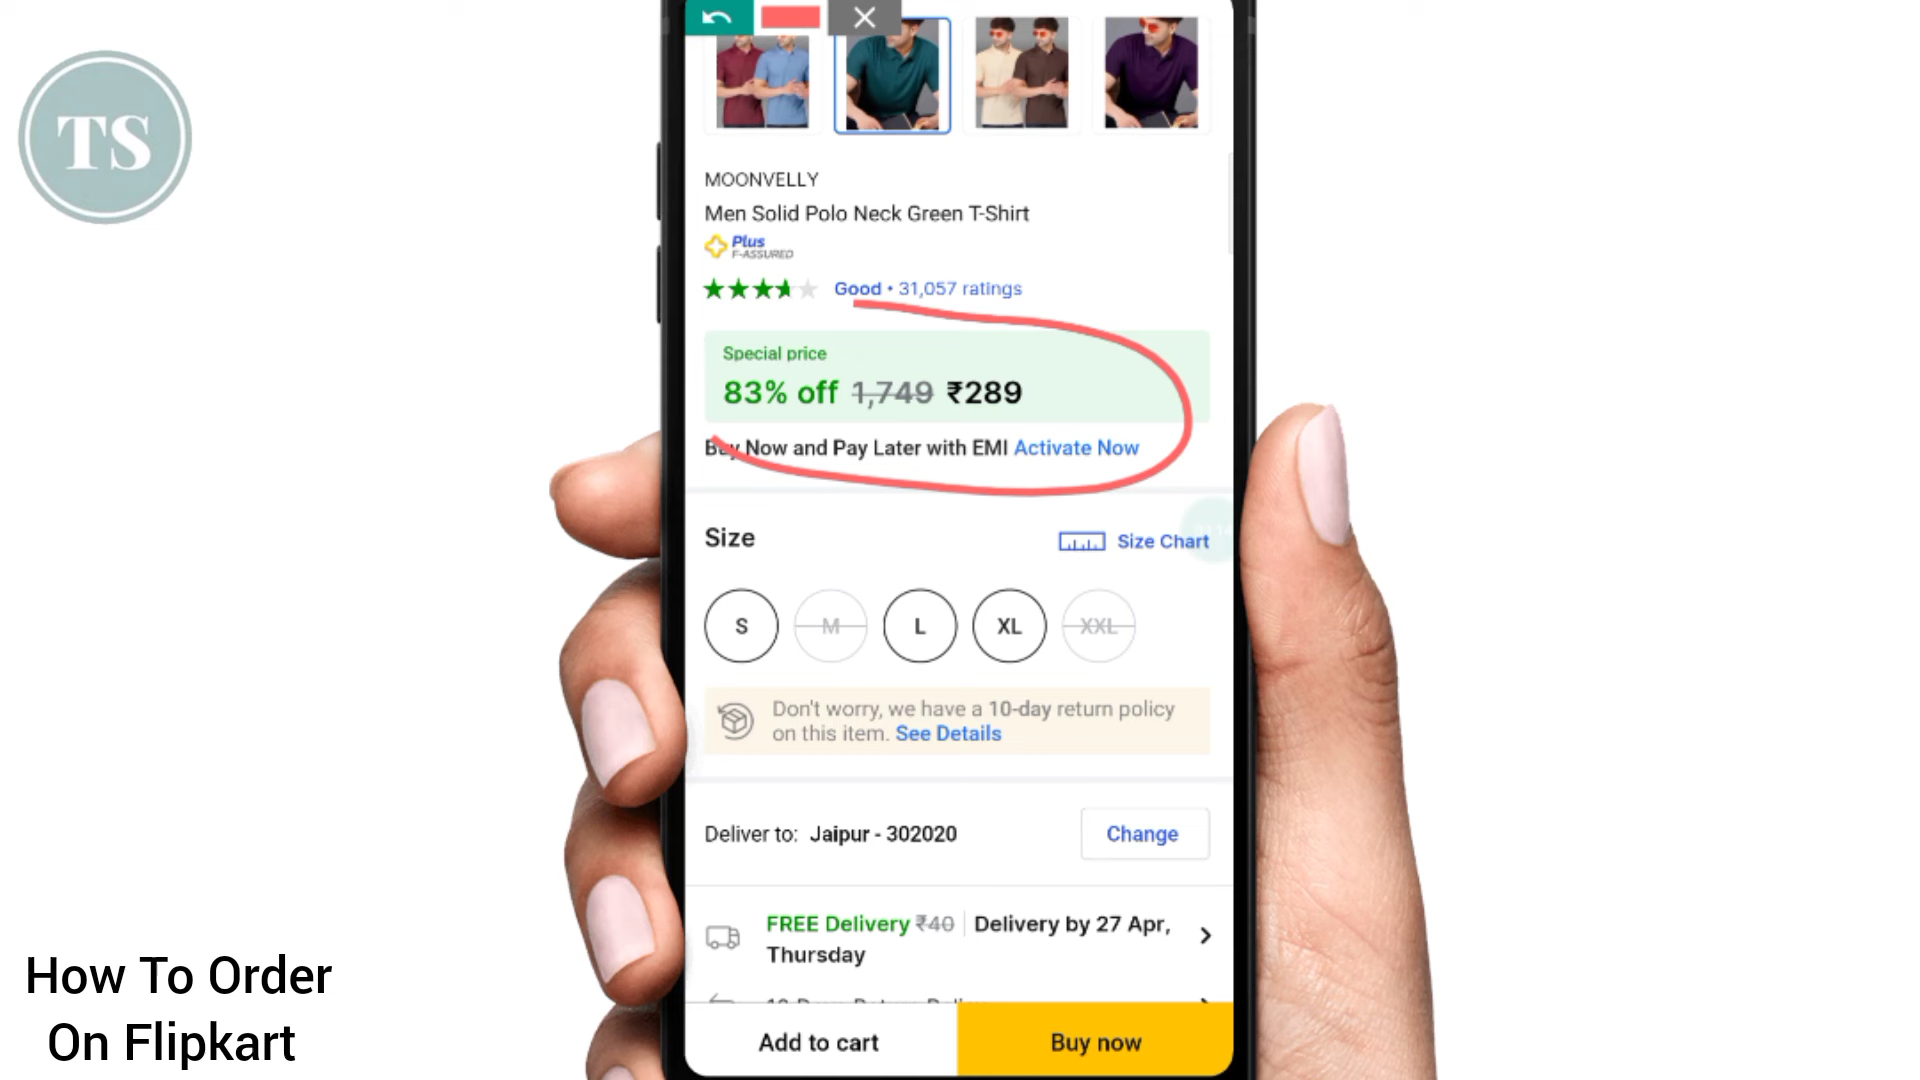 TS
MOONVELLY
Men Solid Polo Neck Green T-Shirt
Plus
F-ASSURED
Good • 31,057 ratings
Special price
83% off 1,749 ₹289
Buy Now and Pay Later with EMI Activate Now
Size
Size Chart
S M L XL XXL
Don't worry, we have a 10-day return policy
on this item. See Details
Deliver to: Jaipur - 302020
Change
FREE Delivery ₹40 Delivery by 27 Apr,
Thursday
Add to cart
Buy now
How To Order
On Flipkart